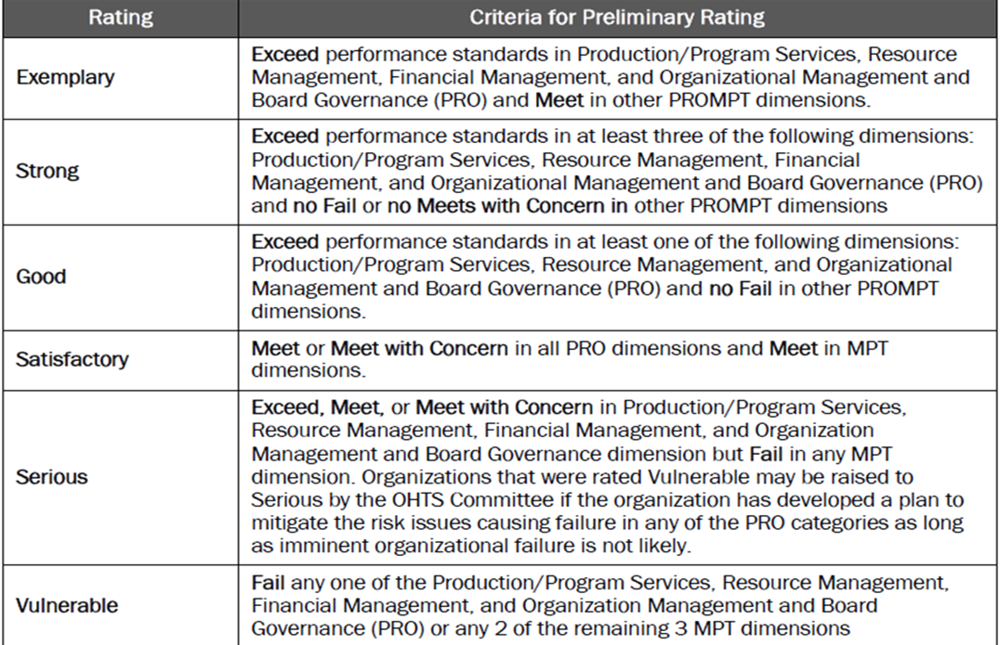 Rating
Criteria for Preliminary Rating
Exemplary
Exceed performance standards in Production/Program Services, Resource
Management, Financial Management, and Organizational Management and
Board Governance (PRO) and Meet in other PROMPT dimensions.
Strong
Exceed performance standards in at least three of the following dimensions:
Production/Program Services, Resource Management, Financial
Management, and Organizational Management and Board Governance (PRO)
and no Fail or no Meets with Concern in other PROMPT dimensions
Good
Exceed performance standards in at least one of the following dimensions:
Production/Program Services, Resource Management, and Organizational
Management and Board Governance (PRO) and no Fail in other PROMPT
dimensions.
Satisfactory
Meet or Meet with Concern in all PRO dimensions and Meet in MPT
dimensions.
Serious
Exceed, Meet, or Meet with Concern in Production/Program Services,
Resource Management, Financial Management, and Organization
Management and Board Governance dimension but Fail in any MPT
dimension. Organizations that were rated Vulnerable may be raised to
Serious by the OHTS Committee if the organization has developed a plan to
mitigate the risk issues causing failure in any of the PRO categories as long
as imminent organizational failure is not likely.
Vulnerable
Fail any one of the Production/Program Services, Resource Management,
Financial Management, and Organization Management and Board
Governance (PRO) or any 2 of the remaining 3 MPT dimensions